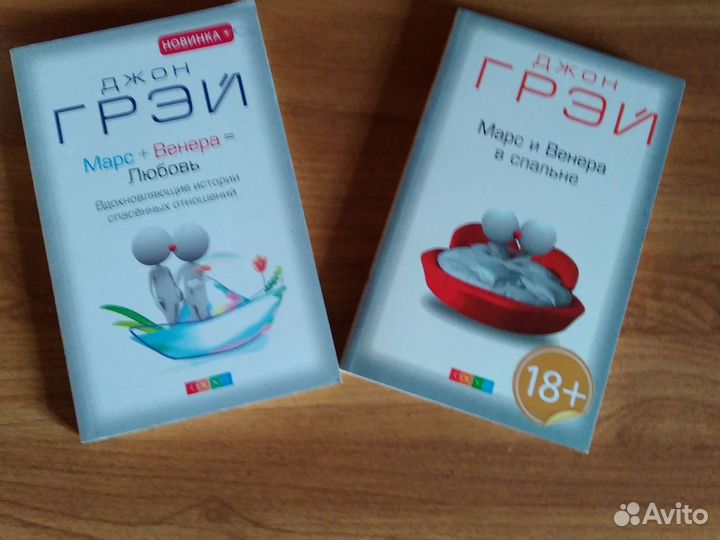 НОВИНКА
ДЖОН
ГРЭЙ
Марс + Венера =
Любовь
Вдохновляющие истории
спасённых отношений
ДЖОН
ГРЭЙ
Марс и Венера
в спальне
18+
Avito